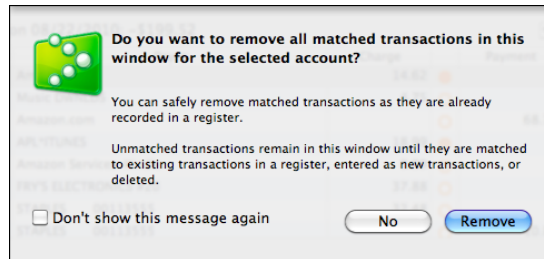 Do you want to remove all matched transactions in this
window for the selected account?
You can safely remove matched transactions as they are already
recorded in a register.
Unmatched transactions remain in this window until they are matched
to existing transactions in a register, entered as new transactions, or
deleted.
Don't show this message again
No
Remove